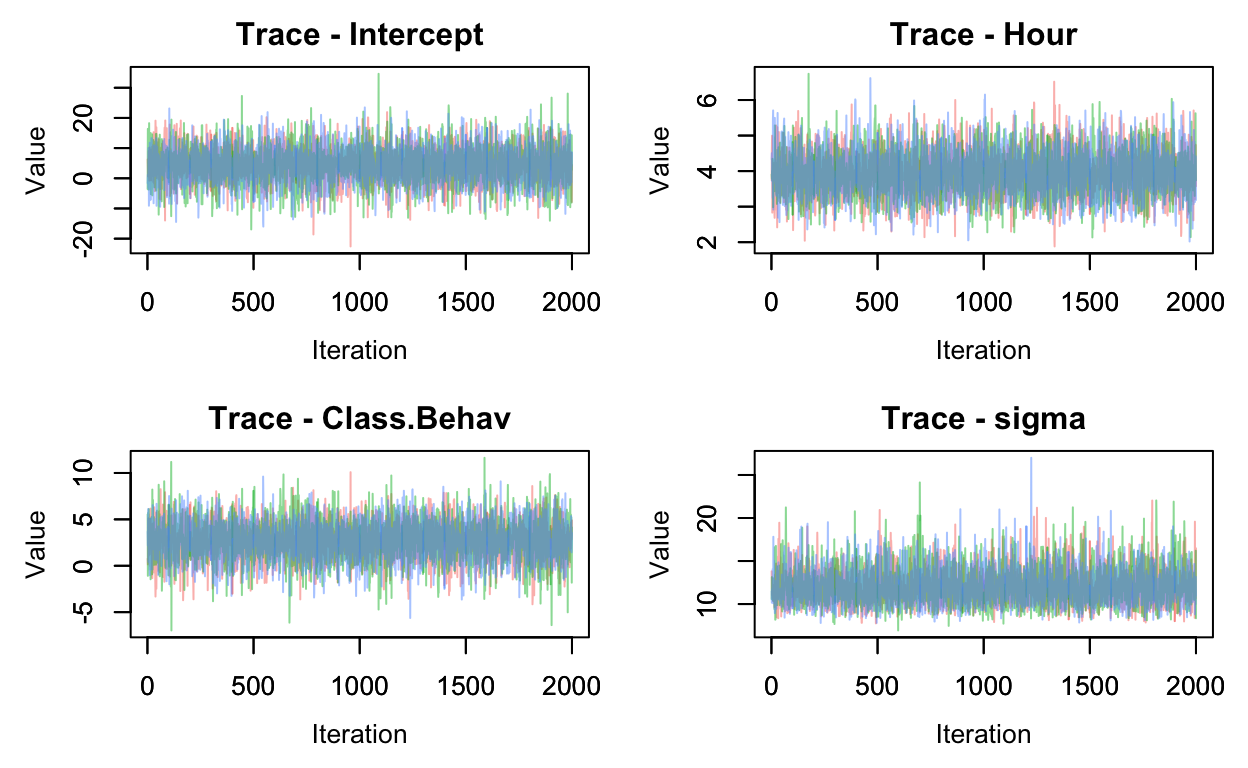 Trace - Intercept
Value
20
0
-20
0 500 1000 1500 2000
Iteration
Trace - Hour
Value
6
4
2
0 500 1000 1500 2000
Iteration
Trace - Class.Behav
Value
10
5
0
-5
0 500 1000 1500 2000
Iteration
Trace - sigma
Value
20
10
0 500 1000 1500 2000
Iteration